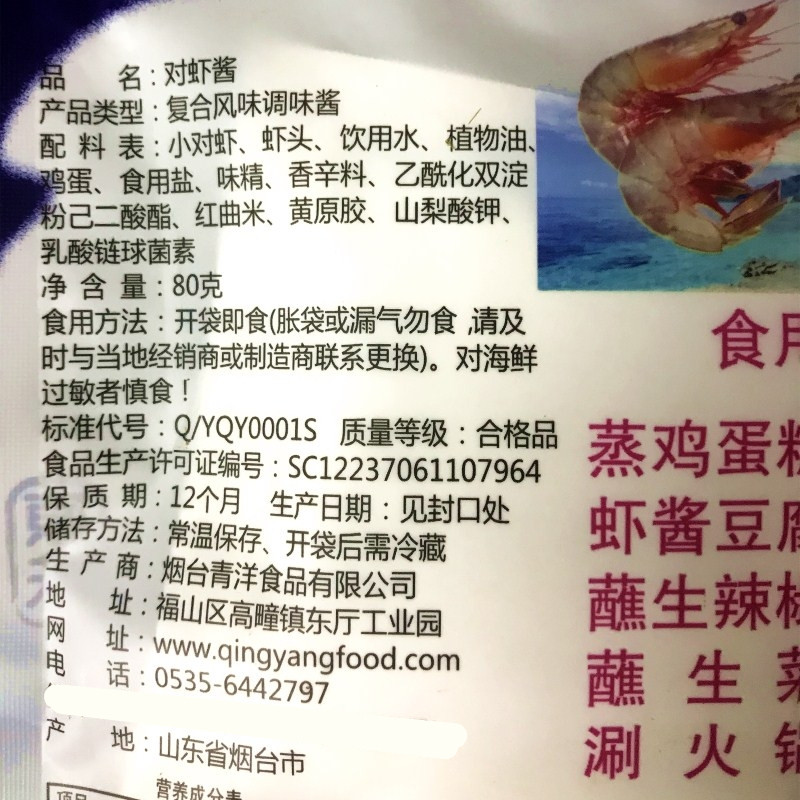 品 名：对虾酱
产品类型：复合风味调味酱
配 料 表：小对虾、虾头、饮用水、植物油、
鸡蛋、食用盐、味精、香辛料、乙酰化双淀
粉己二酸酯、红曲米、黄原胶、山梨酸钾、
乳酸链球菌素
净 含 量：80克
食用方法：开袋即食(胀袋或漏气勿食 ,请及
时与当地经销商或制造商联系更换)。对海鲜
过敏者慎食！
标准代号：Q/YQY0001S 质量等级：合格品
食品生产许可证编号：SC12237061107964
保 质 期：12个月 生产日期：见封口处
储存方法：常温保存、开袋后需冷藏
生 产 商：烟台青洋食品有限公司
地 址：福山区高疃镇东厅工业园
网 址：www.qingyangfood.com
电 话：0535-6442797
产 地：山东省烟台市
营养成分表
项目
食用
蒸鸡蛋糕
虾酱豆腐
蘸生辣椒
蘸 生 菜
涮 火 锅